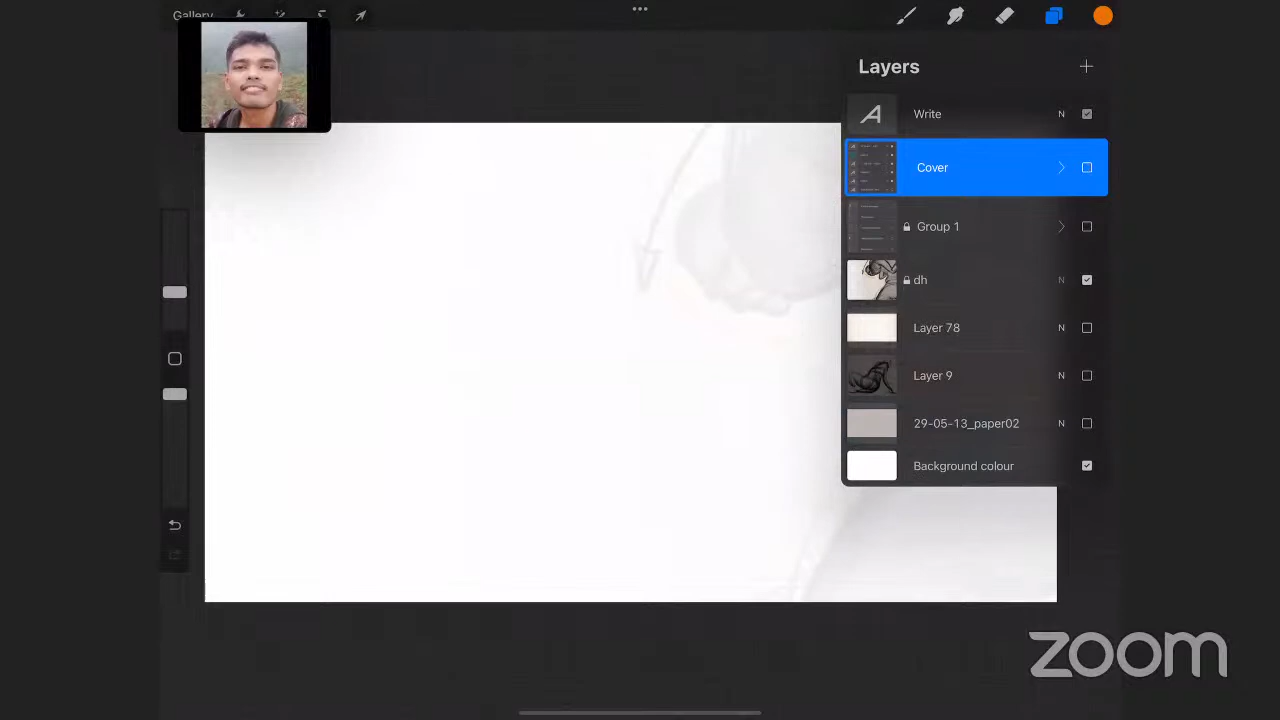 Gallery
Layers
Write N
Cover
Group 1
dh N
Layer 78 N
Layer 9 N
29-05-13_paper02 N
Background colour
zoom